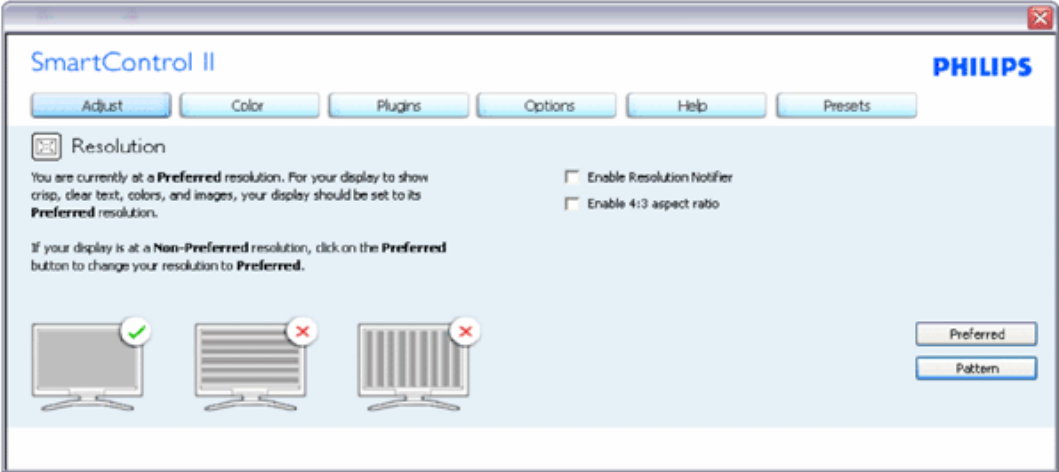 SmartControl II
PHILIPS
Adjust Color Plugins Options Help Presets
Resolution
You are currently at a Preferred resolution. For your display to show
crisp, clear text, colors, and images, your display should be set to its
Preferred resolution.
If your display is at a Non-Preferred resolution, click on the Preferred
button to change your resolution to Preferred.
Enable Resolution Notifier
Enable 4:3 aspect ratio
Preferred
Pattern